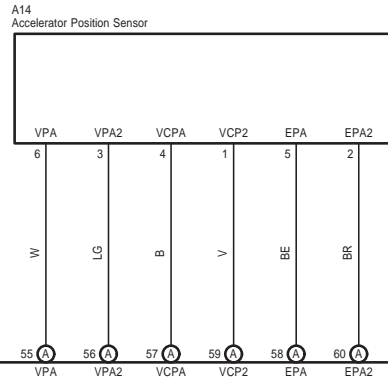 A14
Accelerator Position Sensor
VPA VPA2 VCPA VCP2 EPA EPA2
6 3 4 1 5 2
W LG B V BE BR
55 A 56 A 57 A 59 A 58 A 60 A
VPA VPA2 VCPA VCP2 EPA EPA2